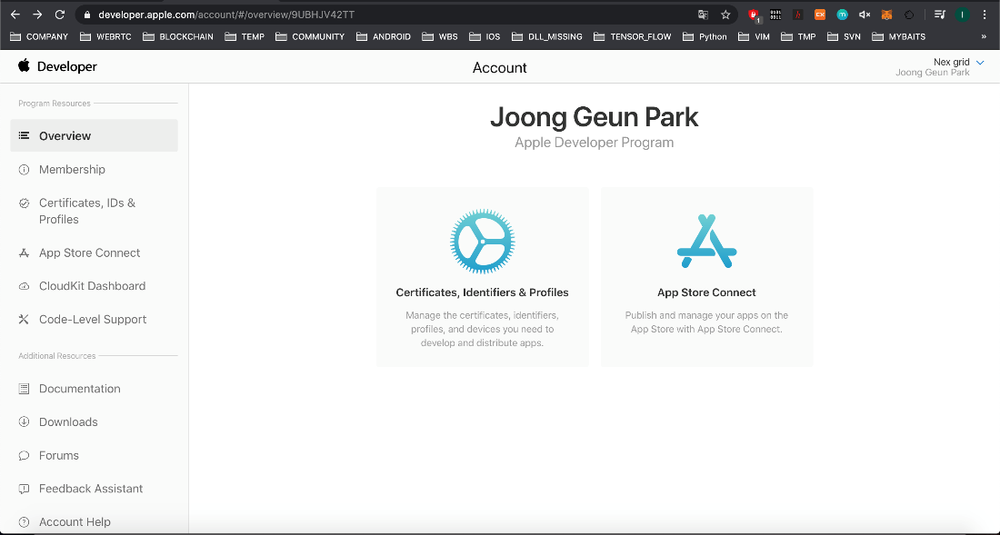 developer.apple.com/account/#/overview/9UBHJV42TT
COMPANY WEBRTC BLOCKCHAIN TEMP COMMUNITY ANDROID WBS IOS DLL_MISSING TENSOR_FLOW Python VIM TMP SVN MYBAITS »
Developer
Account
Nex grid
Joong Geun Park
Program Resources
Overview
Membership
Certificates, IDs &
Profiles
App Store Connect
CloudKit Dashboard
Code-Level Support
Additional Resources
Documentation
Downloads
Forums
Feedback Assistant
Account Help
Joong Geun Park
Apple Developer Program
Certificates, Identifiers & Profiles
Manage the certificates, identifiers,
profiles, and devices you need to
develop and distribute apps.
App Store Connect
Publish and manage your apps on the
App Store with App Store Connect.